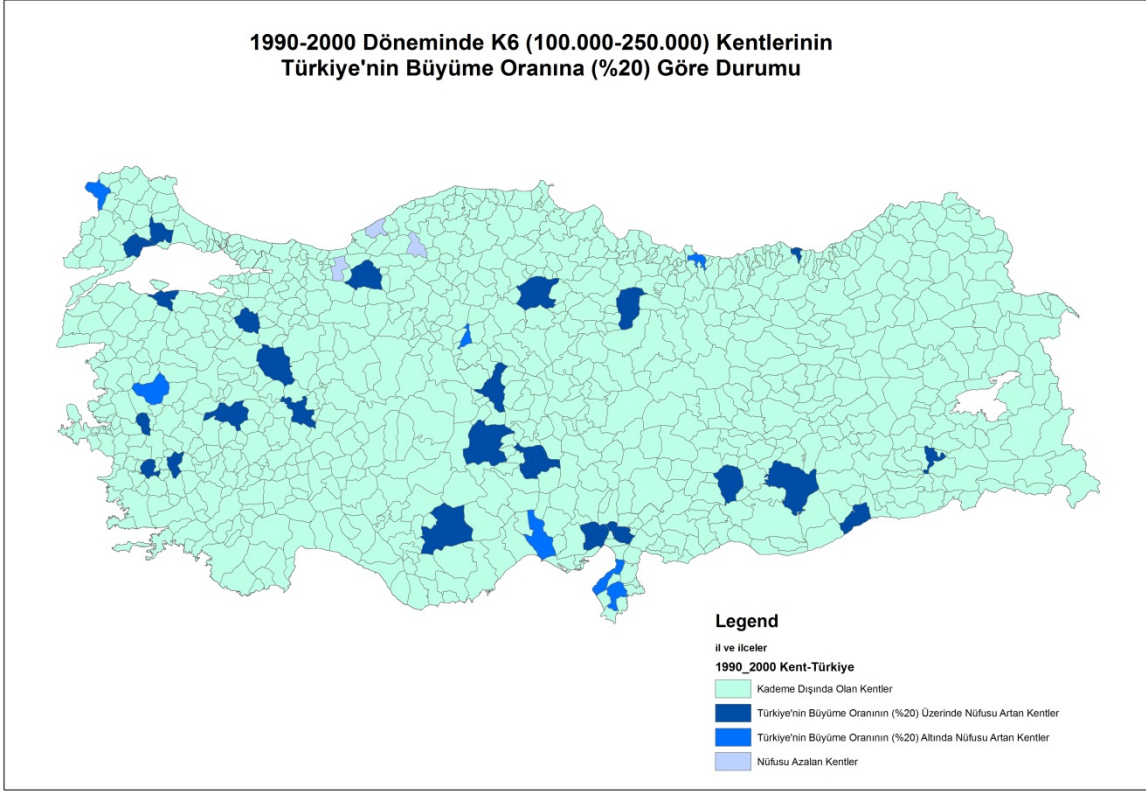 1990-2000 Döneminde K6 (100.000-250.000) Kentlerinin
Türkiye'nin Büyüme Oranına (%20) Göre Durumu
Legend
il ve ilceler
1990_2000 Kent-Türkiye
Kademe Dışında Olan Kentler
Türkiye'nin Büyüme Oranının (%20) Üzerinde Nüfusu Artan Kentler
Türkiye'nin Büyüme Oranının (%20) Altında Nüfusu Artan Kentler
Nüfusu Azalan Kentler